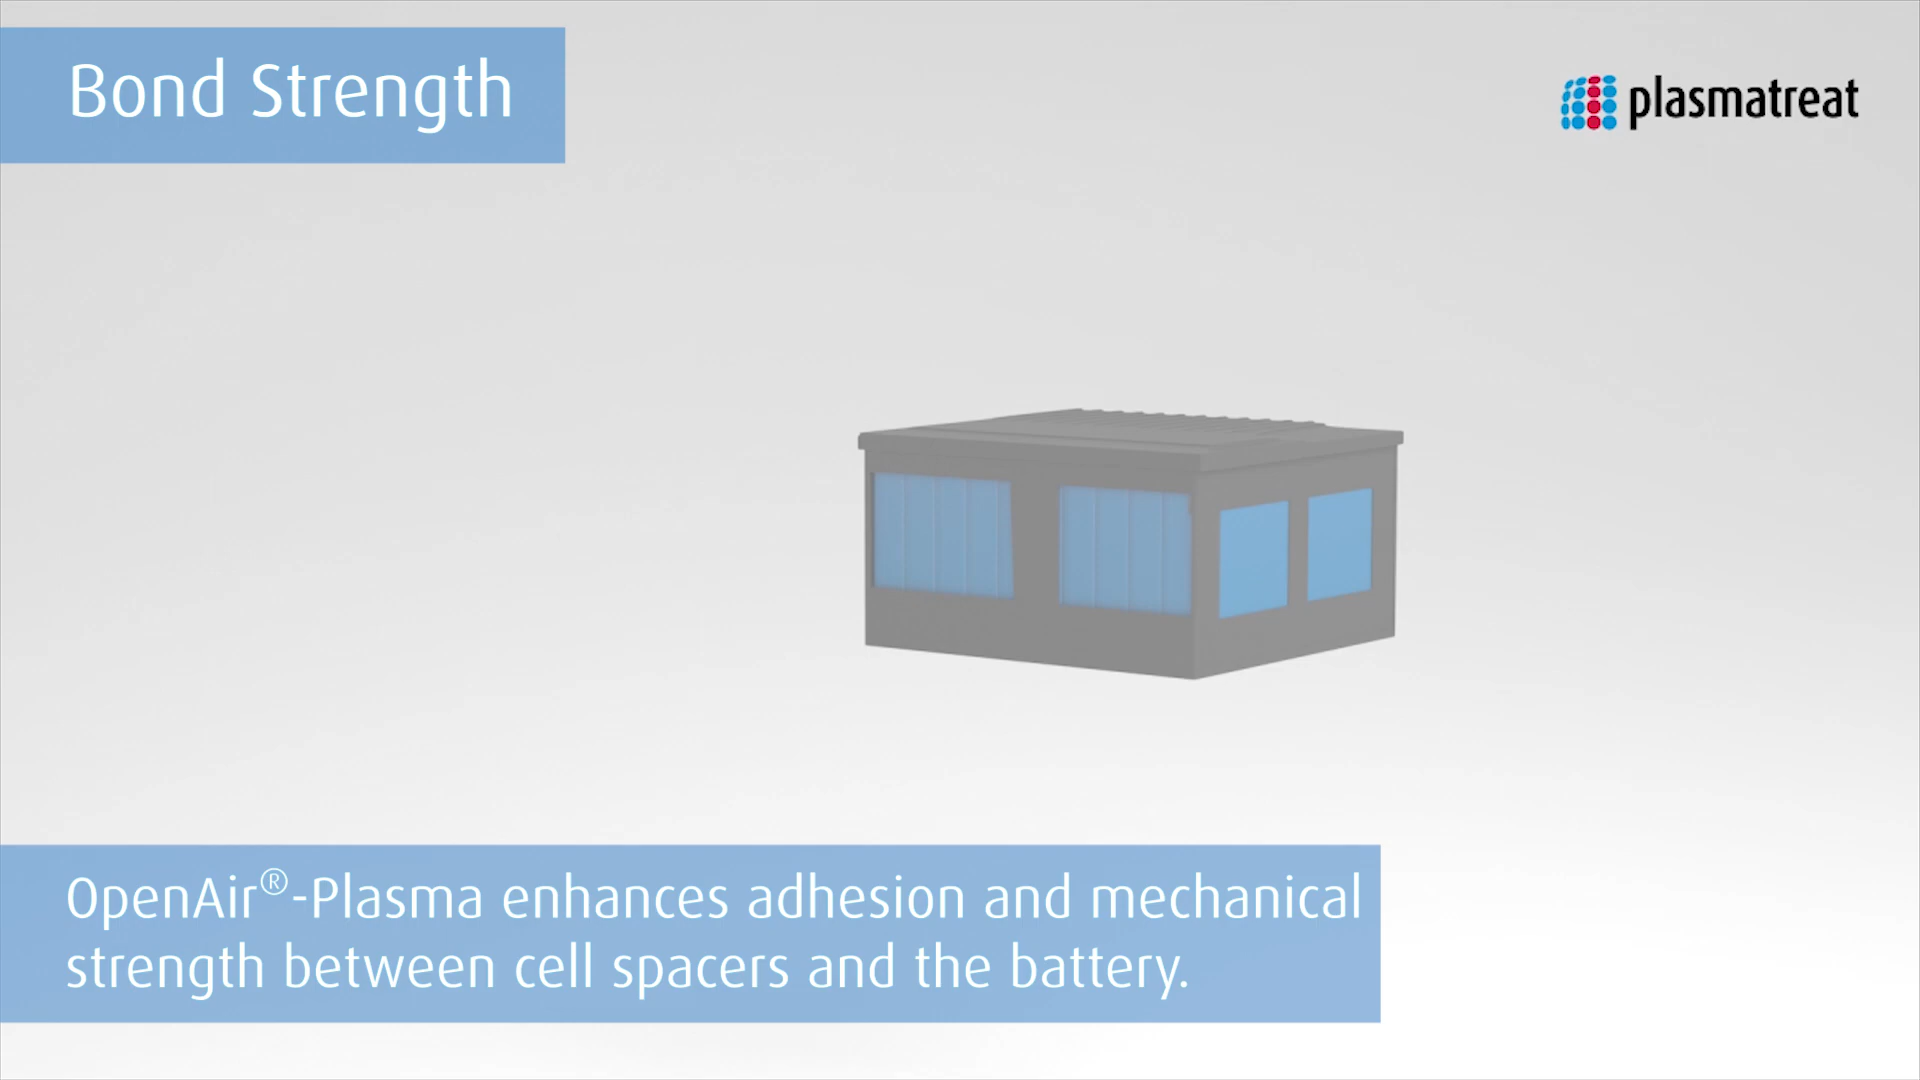 Bond Strength
plasmatreat
OpenAir®-Plasma enhances adhesion and mechanical
strength between cell spacers and the battery.